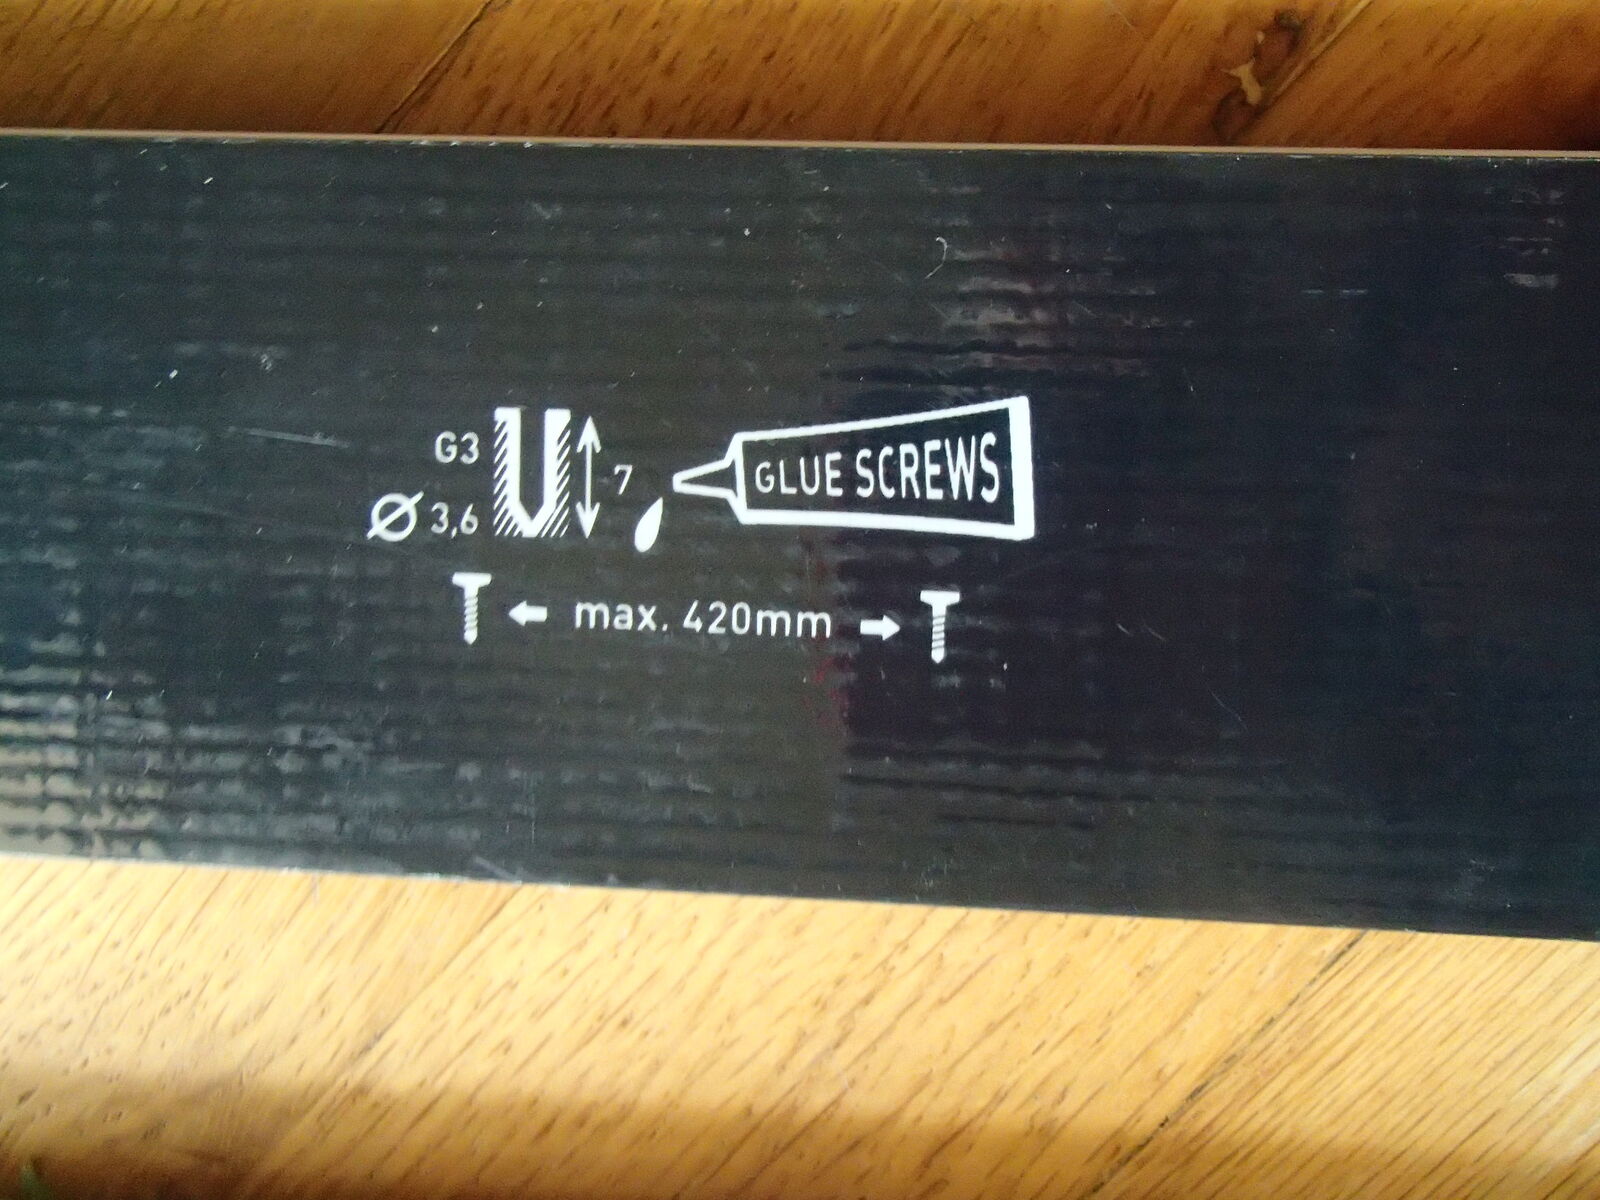 G3
Ø 3,6
7
GLUE SCREWS
max. 420mm